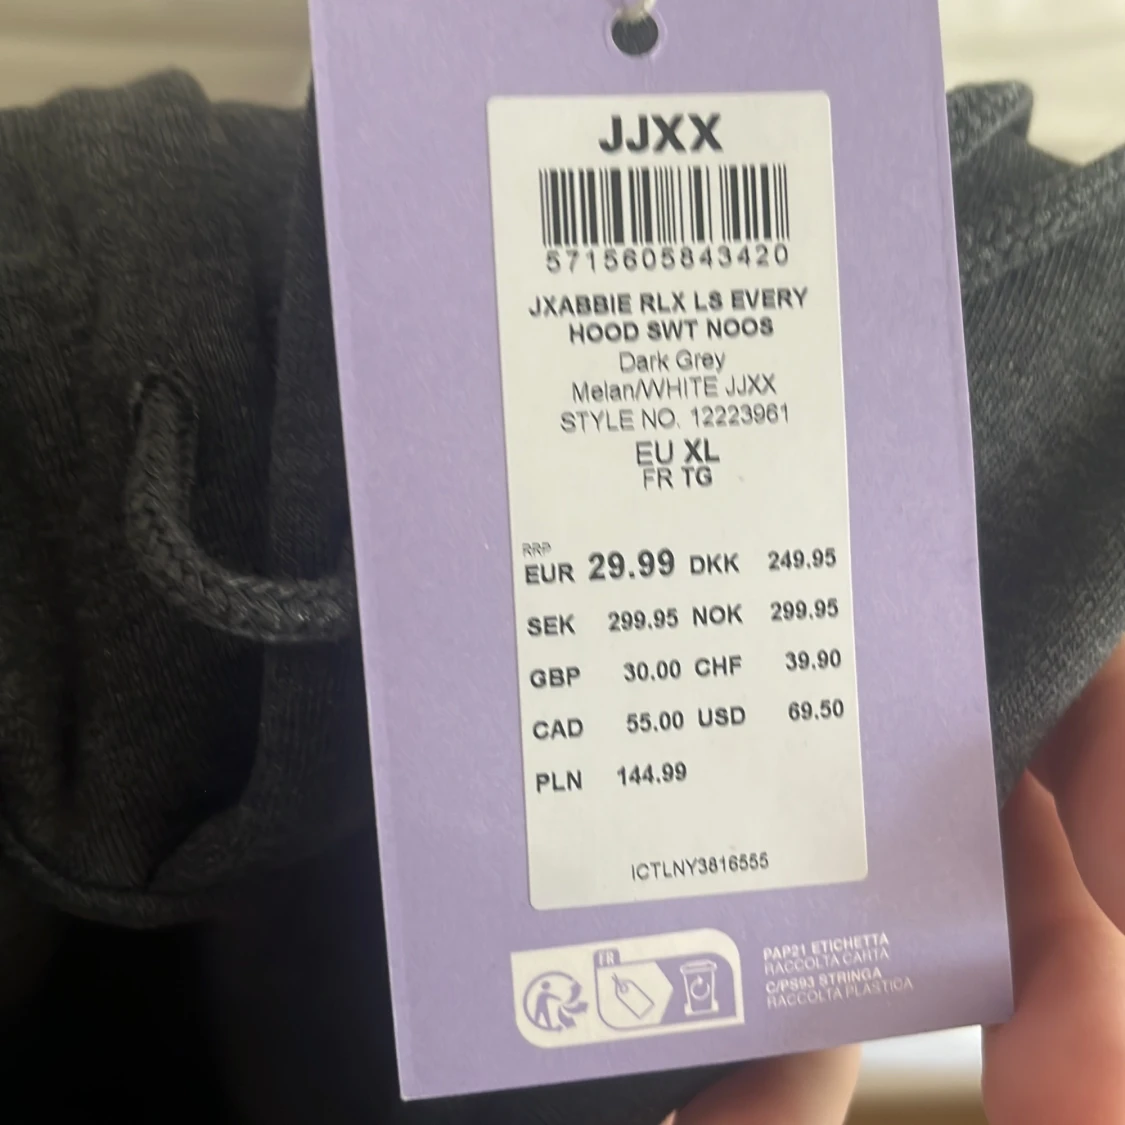 JJXX
5715605843420
JXABBIE RLX LS EVERY
HOOD SWT NOOS
Dark Grey
Melan/WHITE JJXX
STYLE NO. 12223961
EU XL
FR TG
RRP
EUR 29.99 DKK 249.95
SEK 299.95 NOK 299.95
GBP 30.00 CHF 39.90
CAD 55.00 USD 69.50
PLN 144.99
ICTLNY3816555
FR
PAP21 ETICHETTA
RACCOLTA CARTA
C/PS93 STRINGA
RACCOLTA PLASTICA